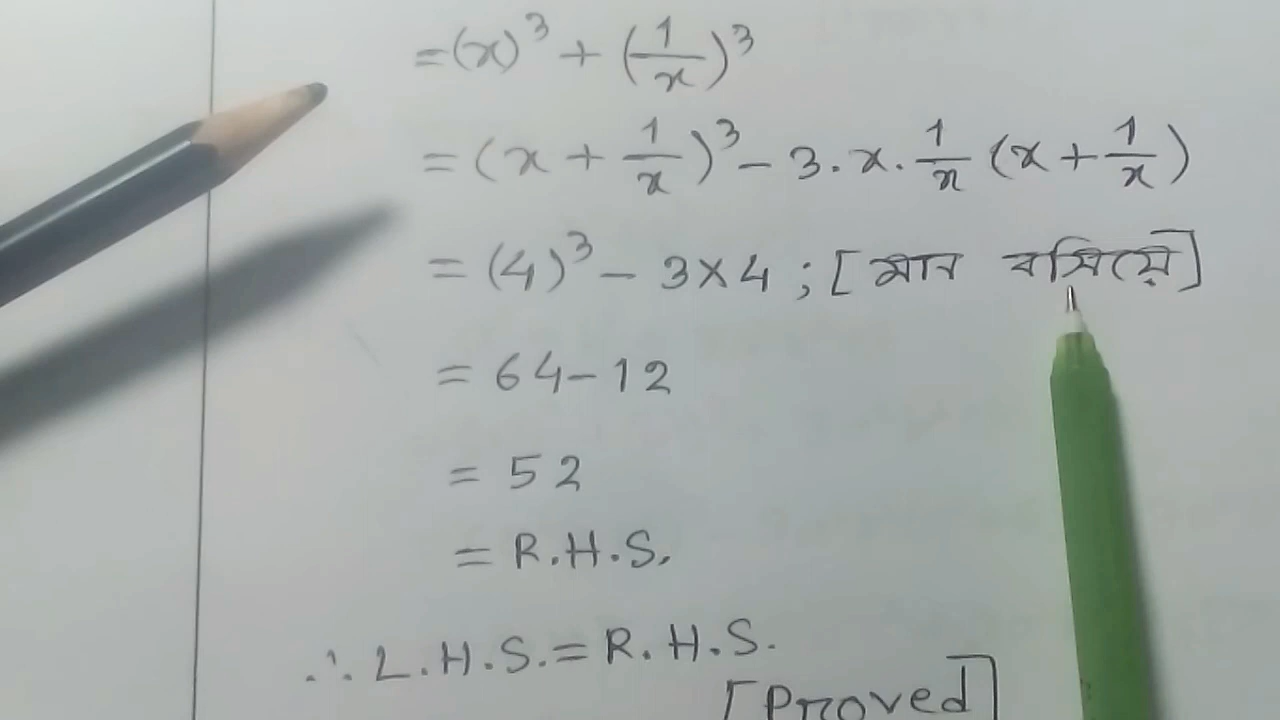 =(x)³ + (1/x)³
= (x + 1/x)³ - 3.x.1/x (x + 1/x)
= (4)³ - 3×4 ; [মান বসিয়ে]
= 64-12
= 52
= R.H.S.
∴ L.H.S. = R.H.S.
[Proved]